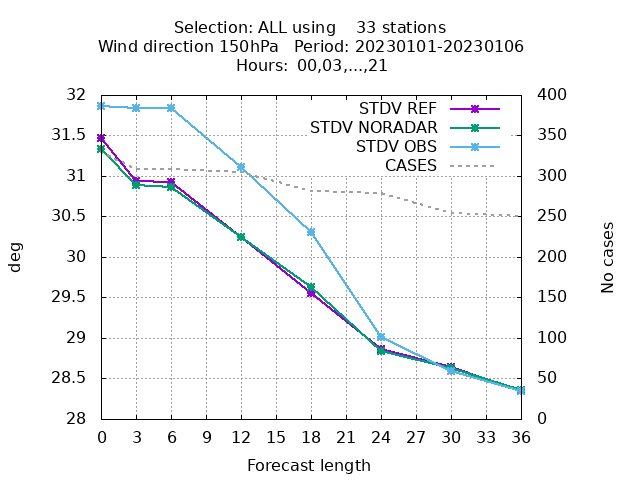 Selection: ALL using    33 stations
Wind direction 150hPa   Period: 20230101-20230106
Hours:  00,03,...,21
32 400
STDV REF
31.5 350
STDV NORADAR
STDV OBS
CASES
31 300
30.5 250
30 200
29.5 150
29 100
28.5 50
28 0
deg
No cases
0 3 6 9 12 15 18 21 24 27 30 33 36
Forecast length